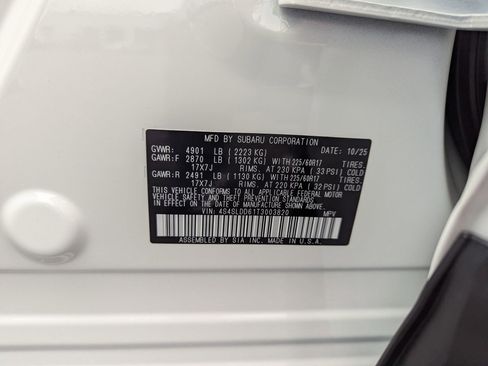 MFD BY SUBARU CORPORATION
GVWR: 4901 LB ( 2223 KG) DATE: 10/25
GAWR:F 2870 LB ( 1302 KG) WITH 225/60R17 TIRES.
17X7J RIMS. AT 230 KPA ( 33 PSI) COLD
GAWR:R 2491 LB ( 1130 KG) WITH 225/60R17 TIRES.
17X7J RIMS. AT 220 KPA ( 32 PSI) COLD
THIS VEHICLE CONFORMS TO ALL APPLICABLE FEDERAL MOTOR
VEHICLE SAFETY AND THEFT PREVENTION STANDARDS
IN EFFECT ON THE DATE OF MANUFACTURE SHOWN ABOVE.
VIN: 4S4SLDD61T3003820 MPV
ASSEMBLED BY SIA INC. MADE IN U.S.A.